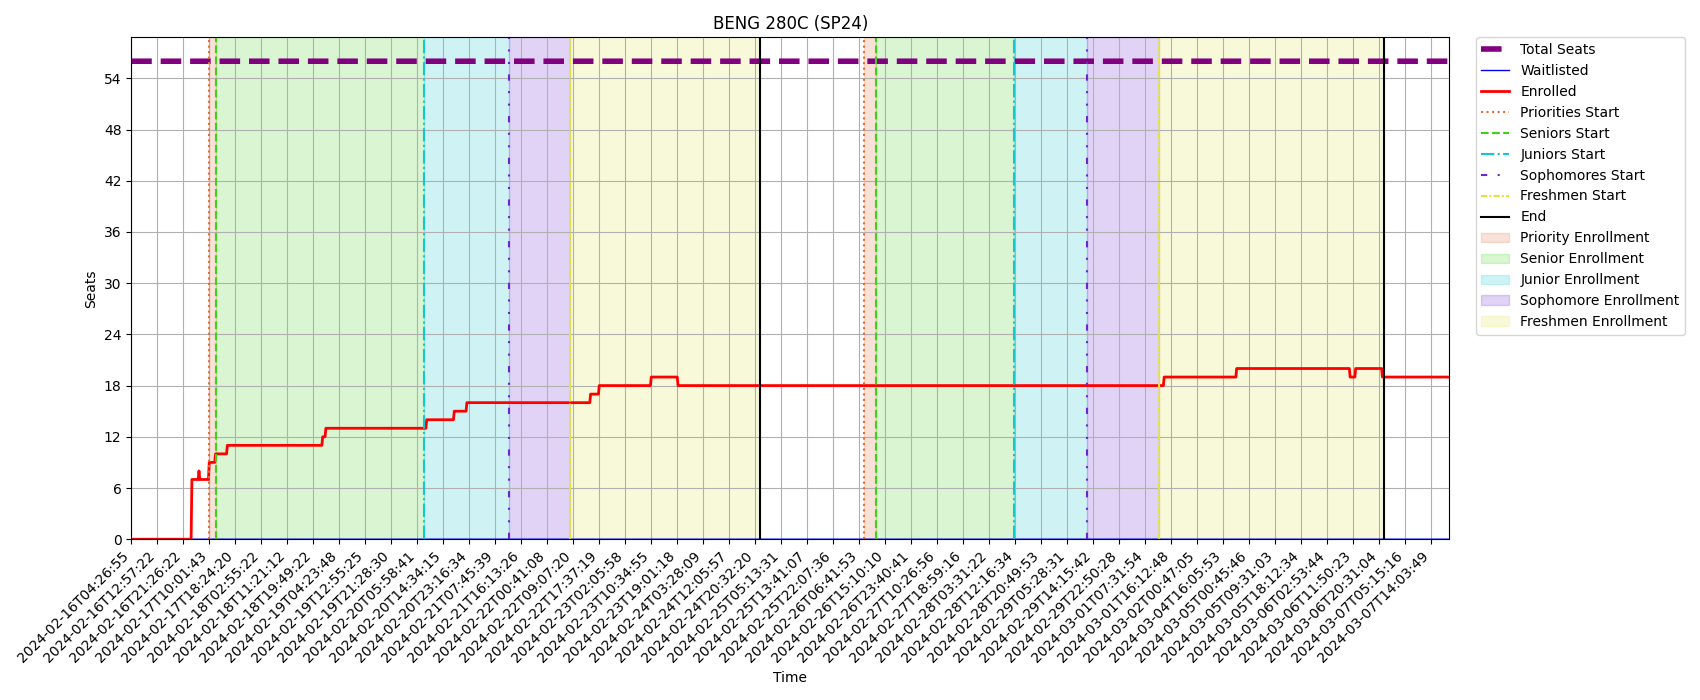 BENG 280C (SP24)
Seats
54
48
42
36
30
24
18
12
6
0
2024-02-16T04:26:55
2024-02-16T12:57:22
2024-02-16T21:26:22
2024-02-17T10:01:43
2024-02-17T18:24:20
2024-02-18T02:55:22
2024-02-18T11:21:12
2024-02-18T19:49:22
2024-02-19T04:23:48
2024-02-19T12:55:25
2024-02-19T21:28:30
2024-02-20T05:58:41
2024-02-20T14:34:15
2024-02-20T23:16:34
2024-02-21T07:45:39
2024-02-21T16:13:26
2024-02-22T00:41:08
2024-02-22T09:07:20
2024-02-22T17:37:19
2024-02-23T02:05:58
2024-02-23T10:34:55
2024-02-23T19:01:18
2024-02-24T03:28:09
2024-02-24T12:05:57
2024-02-24T20:32:20
2024-02-25T05:13:31
2024-02-25T13:41:07
2024-02-25T22:07:36
2024-02-26T06:41:53
2024-02-26T15:10:10
2024-02-26T23:40:41
2024-02-27T10:26:56
2024-02-27T18:59:16
2024-02-28T03:31:22
2024-02-28T12:16:34
2024-02-28T20:49:53
2024-02-29T05:28:31
2024-02-29T14:15:42
2024-02-29T22:50:28
2024-03-01T07:31:54
2024-03-01T16:12:48
2024-03-02T00:47:05
2024-03-04T16:05:53
2024-03-05T00:45:46
2024-03-05T09:31:03
2024-03-05T18:12:34
2024-03-06T02:53:44
2024-03-06T11:50:23
2024-03-06T20:31:04
2024-03-07T05:15:16
2024-03-07T14:03:49
Time
Total Seats
Waitlisted
Enrolled
Priorities Start
Seniors Start
Juniors Start
Sophomores Start
Freshmen Start
End
Priority Enrollment
Senior Enrollment
Junior Enrollment
Sophomore Enrollment
Freshmen Enrollment